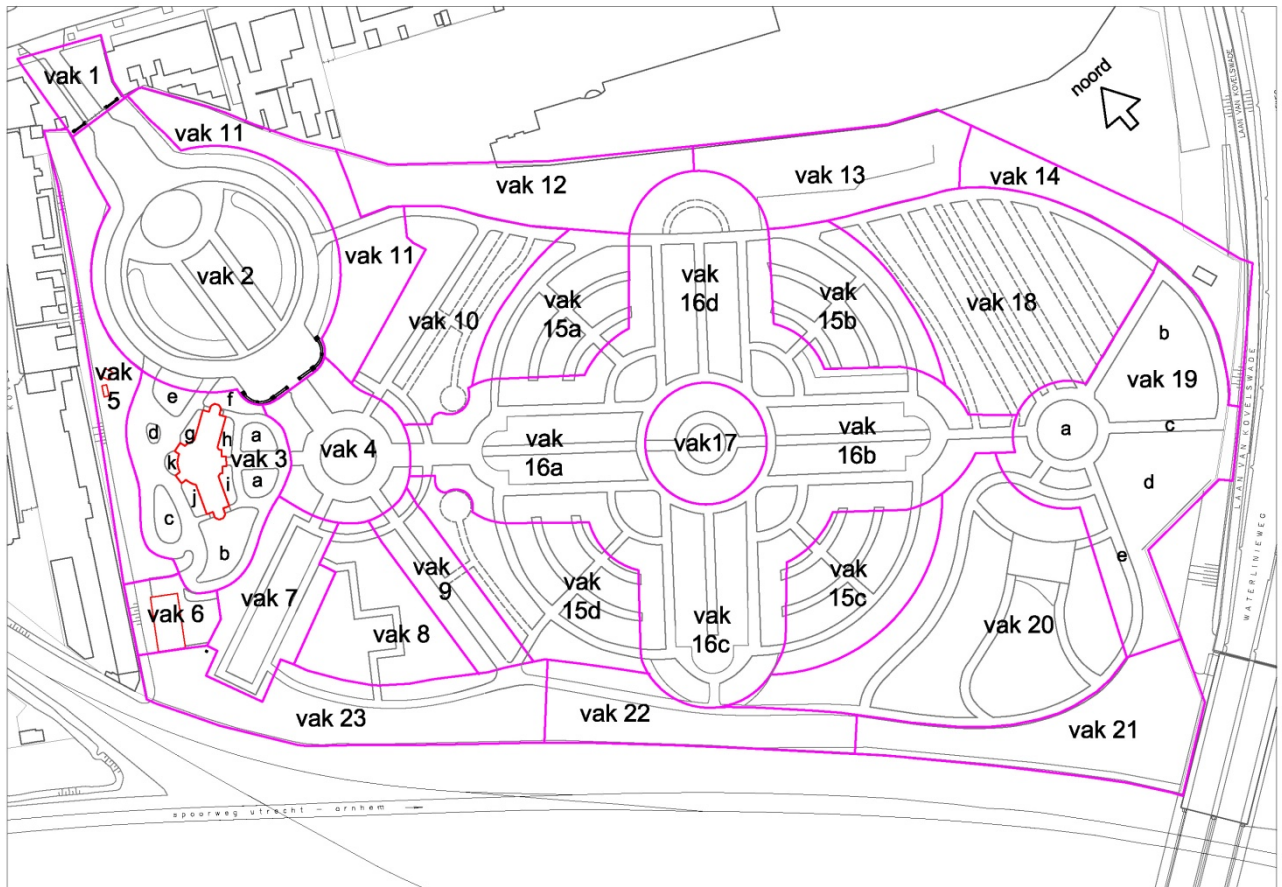 vak 1
noord
LAAN VAN KOVELSWADE
vak 11
vak 12
vak 13
vak 14
vak 2
vak 11
vak 10
vak
15a
vak
16d
vak
15b
vak 18
b
vak 19
vak
5
e
f
d
g
h
a
k
vak 3
a
i
j
c
b
vak 4
vak
16a
vak17
vak
16b
a
c
d
LAAN VAN KOVELSWADE
WATERLINIEWEG
vak 6
vak 7
vak 8
vak
9
vak
15d
vak
16c
vak
15c
e
vak 20
vak 23
vak 22
vak 21
spoorweg utrecht - arnhem